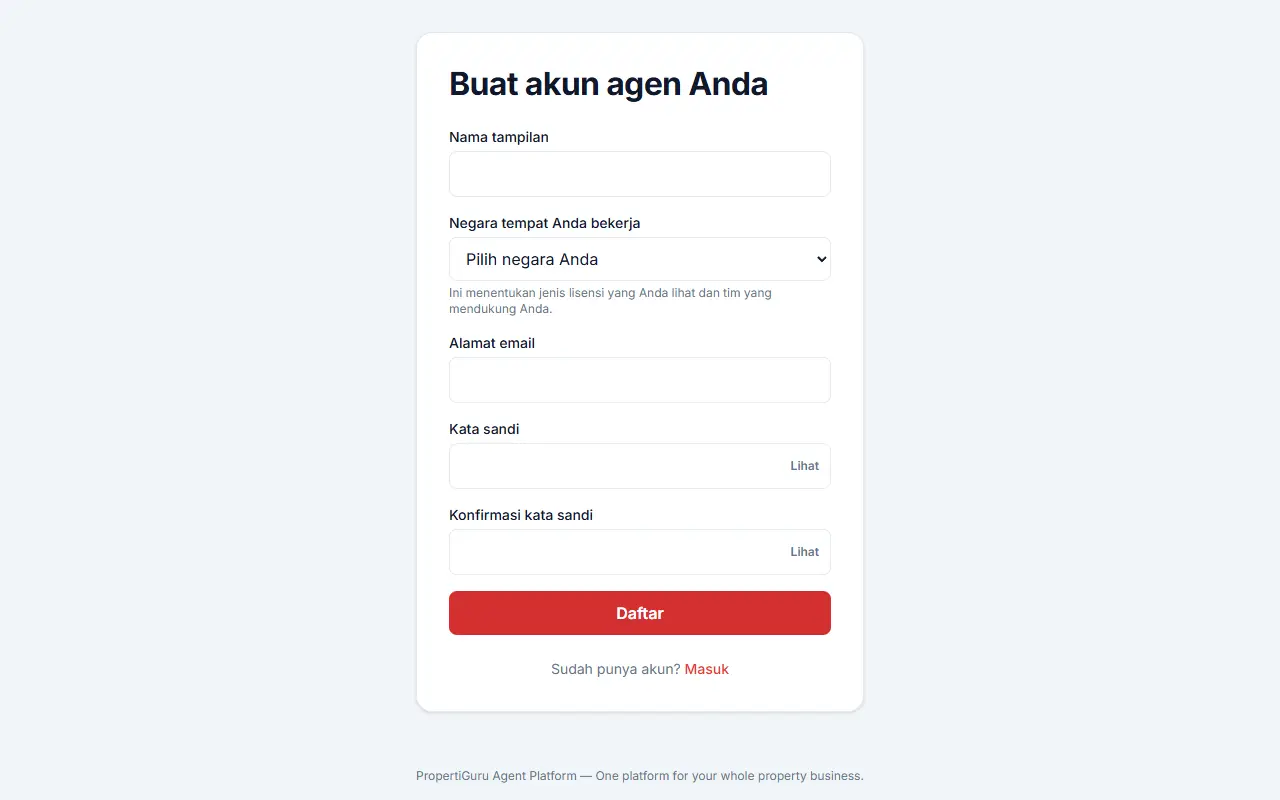 Buat akun agen Anda
Nama tampilan
Negara tempat Anda bekerja
Pilih negara Anda
Ini menentukan jenis lisensi yang Anda lihat dan tim yang
mendukung Anda.
Alamat email
Kata sandi
Lihat
Konfirmasi kata sandi
Lihat
Daftar
Sudah punya akun? Masuk
PropertiGuru Agent Platform — One platform for your whole property business.